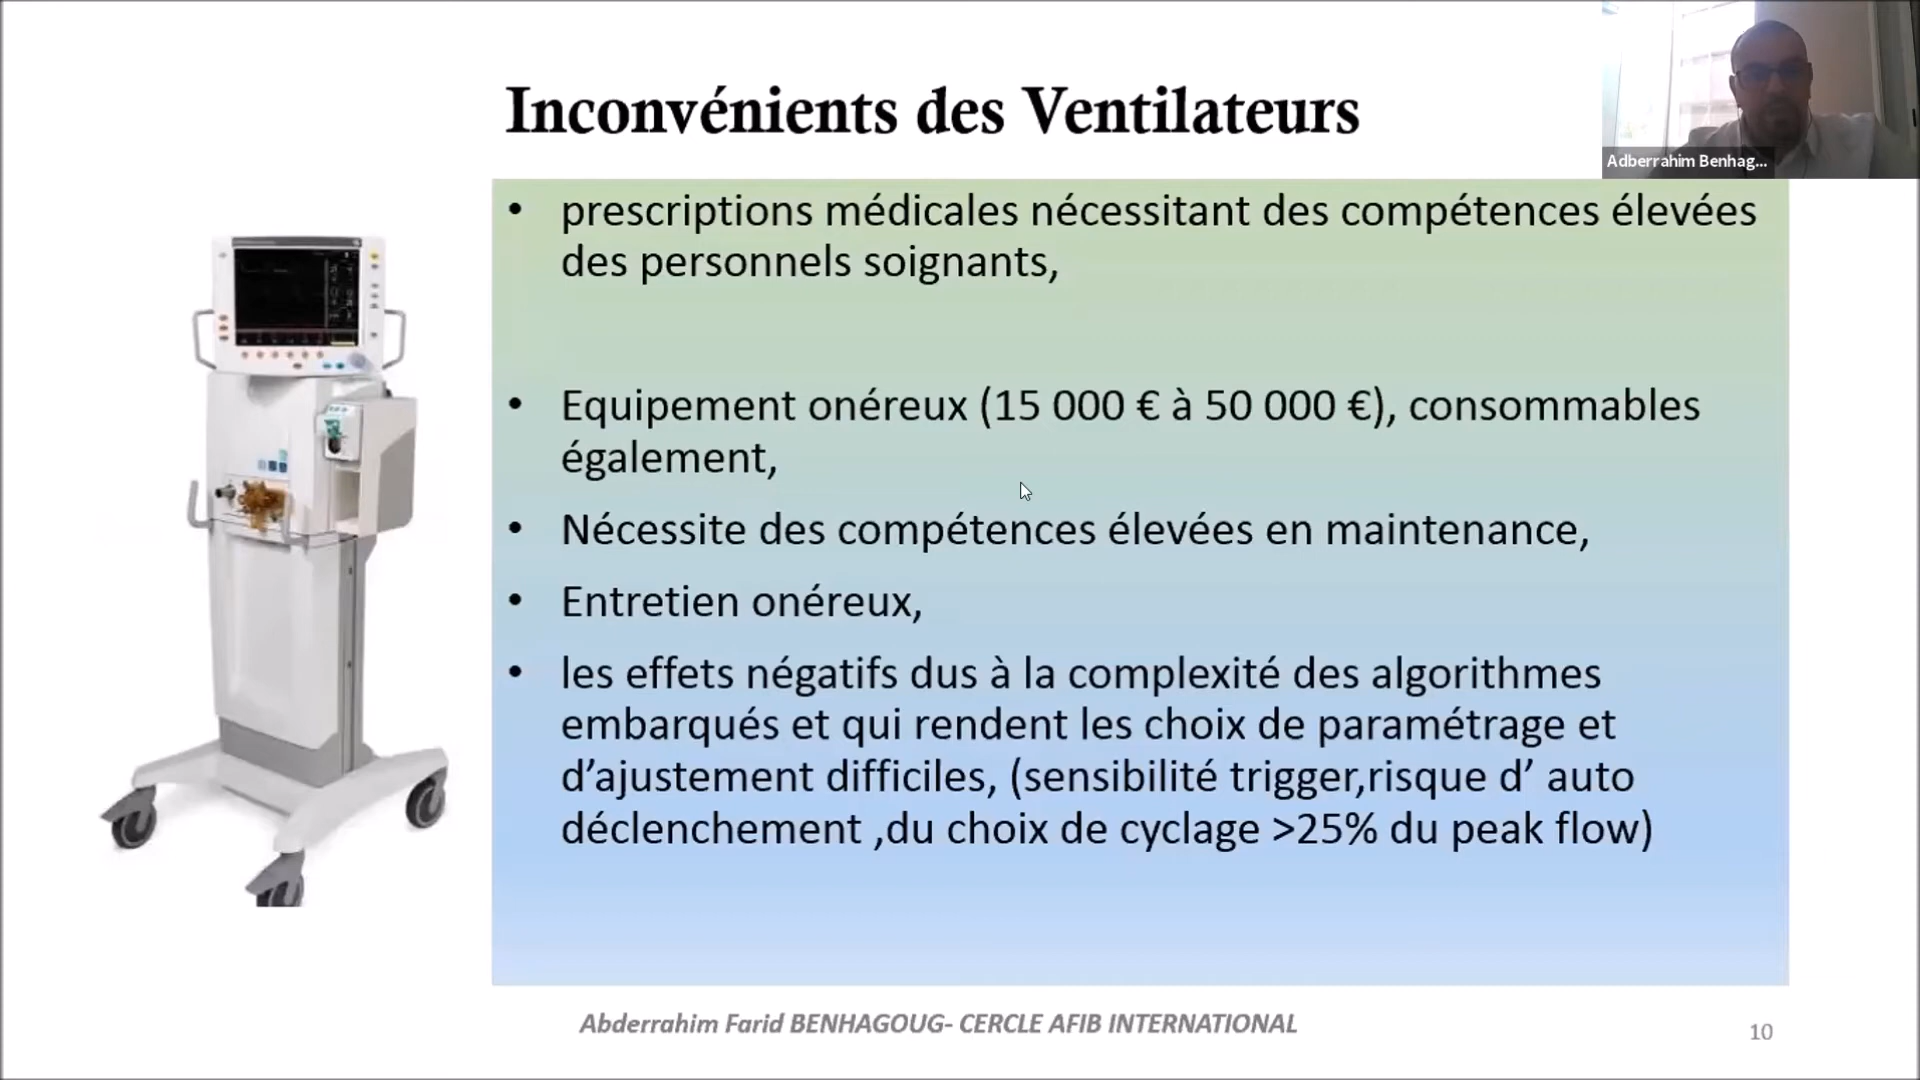 Inconvénients des Ventilateurs
Adberrahim Benhag...
• prescriptions médicales nécessitant des compétences élevées
des personnels soignants,
• Equipement onéreux (15 000 € à 50 000 €), consommables
également,
• Nécessite des compétences élevées en maintenance,
• Entretien onéreux,
• les effets négatifs dus à la complexité des algorithmes
embarqués et qui rendent les choix de paramétrage et
d’ajustement difficiles, (sensibilité trigger,risque d’ auto
déclenchement ,du choix de cyclage >25% du peak flow)
Abderrahim Farid BENHAGOUG- CERCLE AFIB INTERNATIONAL
10